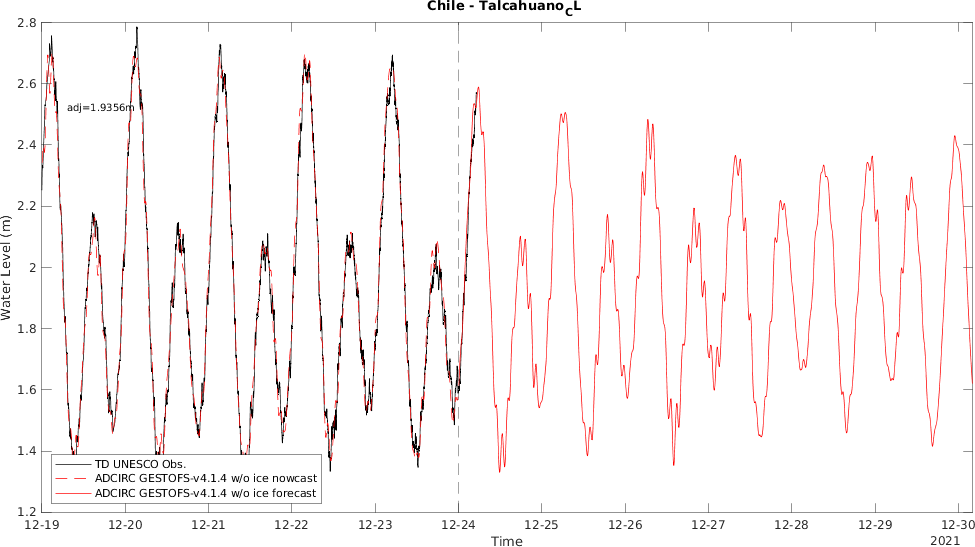 Chile - Talcahuano_CL
2.8
2.6
adj=1.9356m
2.4
2.2
2
1.8
1.6
1.4
1.2
Water Level (m)
TD UNESCO Obs.
ADCIRC GESTOFS-v4.1.4 w/o ice nowcast
ADCIRC GESTOFS-v4.1.4 w/o ice forecast
12-19 12-20 12-21 12-22 12-23 12-24 12-25 12-26 12-27 12-28 12-29 12-30
Time
2021